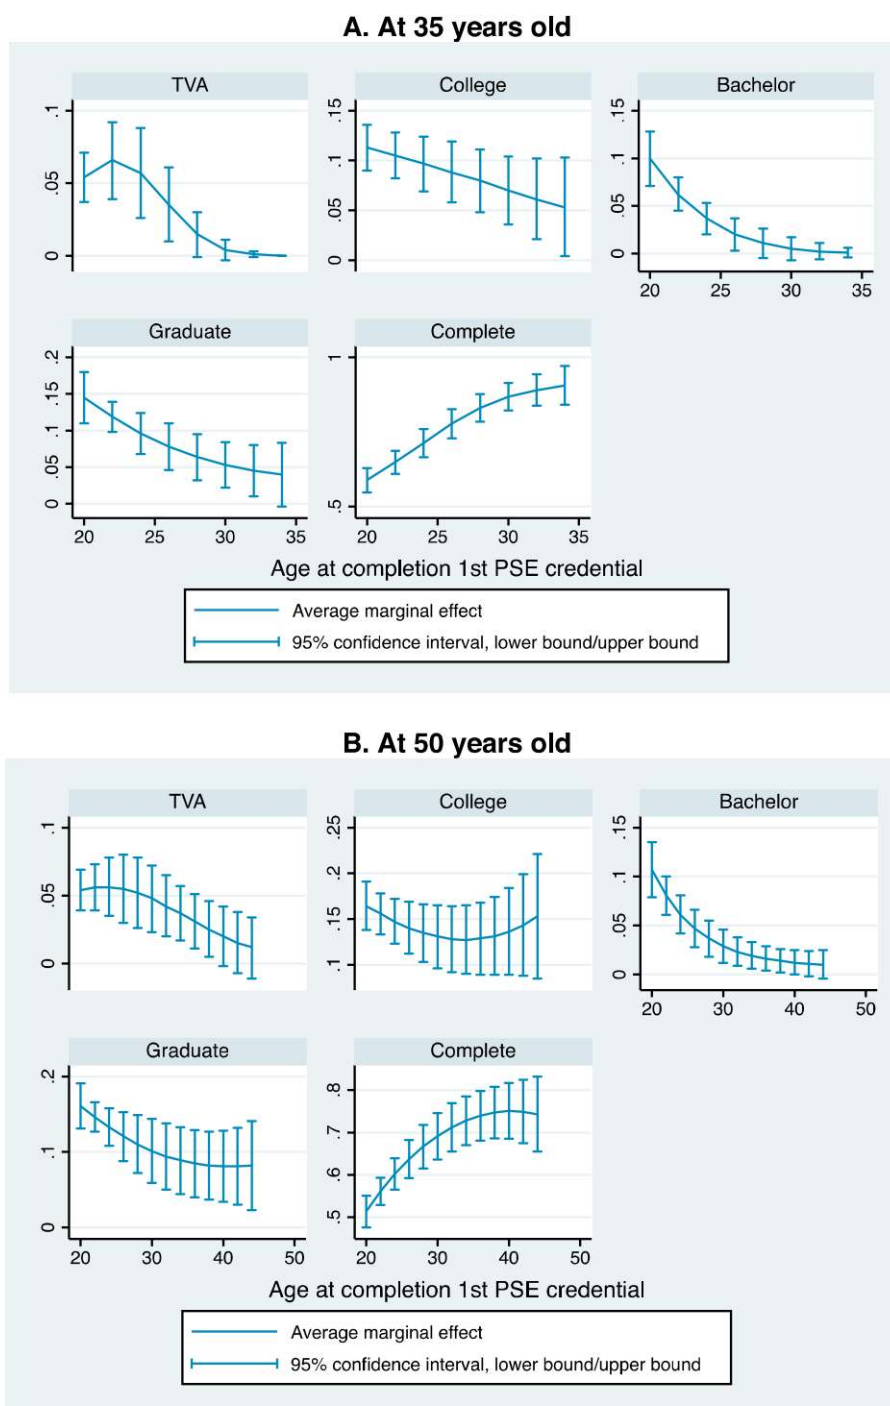 A. At 35 years old
TVA
College
Bachelor
.1
.05
0
.15
.1
.05
0
.15
.1
.05
0
20 25 30 35
Graduate
Complete
.2
.15
.1
.05
0
20 25 30 35
1
.5
20 25 30 35
Age at completion 1st PSE credential
Average marginal effect
95% confidence interval, lower bound/upper bound
B. At 50 years old
TVA
College
Bachelor
.1
.05
0
.25
.2
.15
.1
.15
.1
.05
0
20 30 40 50
Graduate
Complete
.2
.1
0
20 30 40 50
.8
.7
.6
.5
20 30 40 50
Age at completion 1st PSE credential
Average marginal effect
95% confidence interval, lower bound/upper bound